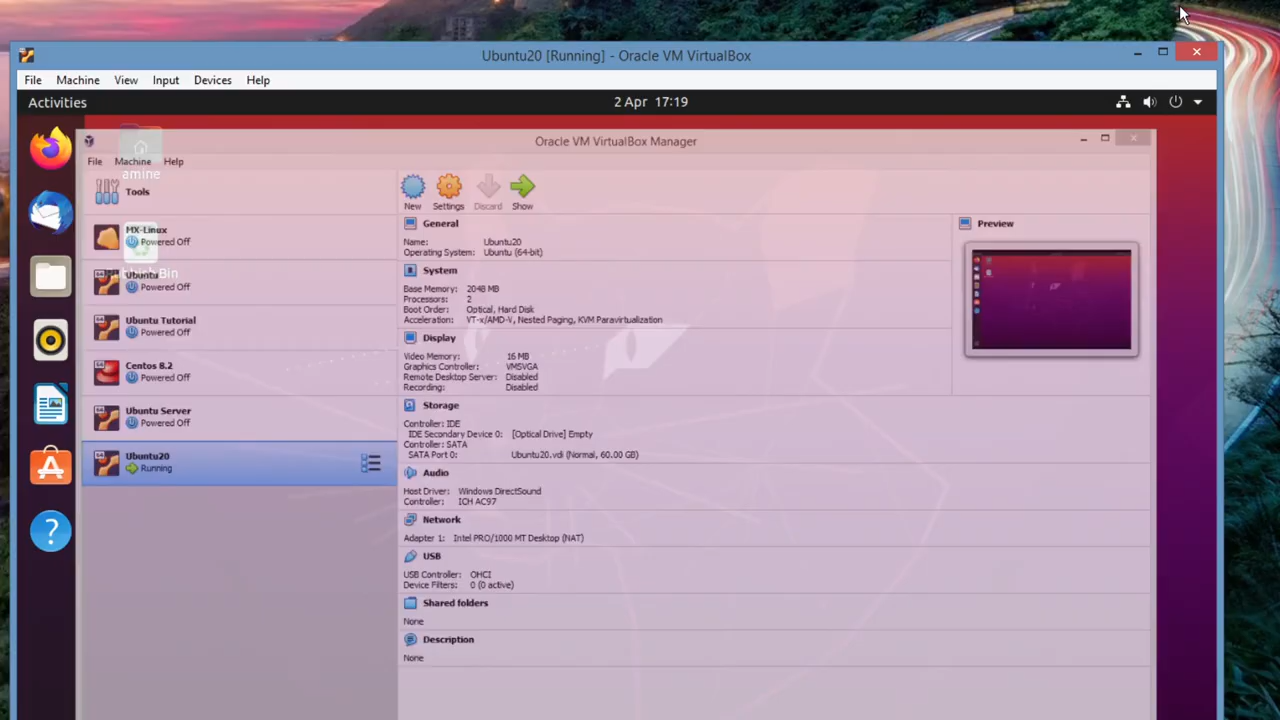 Ubuntu20 [Running] - Oracle VM VirtualBox
File Machine View Input Devices Help
Activities
2 Apr 17:19
Oracle VM VirtualBox Manager
File Machine Help
amine
Tools
New Settings Discard Show
MX-Linux
Powered Off
Ubuntu
Powered Off
Ubuntu Tutorial
Powered Off
Centos 8.2
Powered Off
Ubuntu Server
Powered Off
Ubuntu20
Running
General
Name: Ubuntu20
Operating System: Ubuntu (64-bit)
System
Base Memory: 2048 MB
Processors: 2
Boot Order: Optical, Hard Disk
Acceleration: VT-x/AMD-V, Nested Paging, KVM Paravirtualization
Display
Video Memory: 16 MB
Graphics Controller: VMSVGA
Remote Desktop Server: Disabled
Recording: Disabled
Storage
Controller: IDE
IDE Secondary Device 0: [Optical Drive] Empty
Controller: SATA
SATA Port 0: Ubuntu20.vdi (Normal, 60.00 GB)
Audio
Host Driver: Windows DirectSound
Controller: ICH AC97
Network
Adapter 1: Intel PRO/1000 MT Desktop (NAT)
USB
USB Controller: OHCI
Device Filters: 0 (0 active)
Shared folders
None
Description
None
Preview